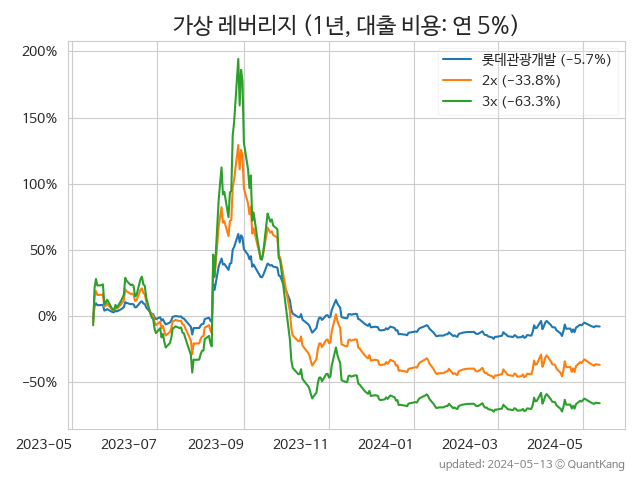 가상 레버리지 (1년, 대출 비용: 연 5%)
200%
150%
100%
50%
0%
−50%
롯데관광개발 (−5.7%)
2x (−33.8%)
3x (−63.3%)
2023-05 2023-07 2023-09 2023-11 2024-01 2024-03 2024-05
updated: 2024-05-13 © QuantKang